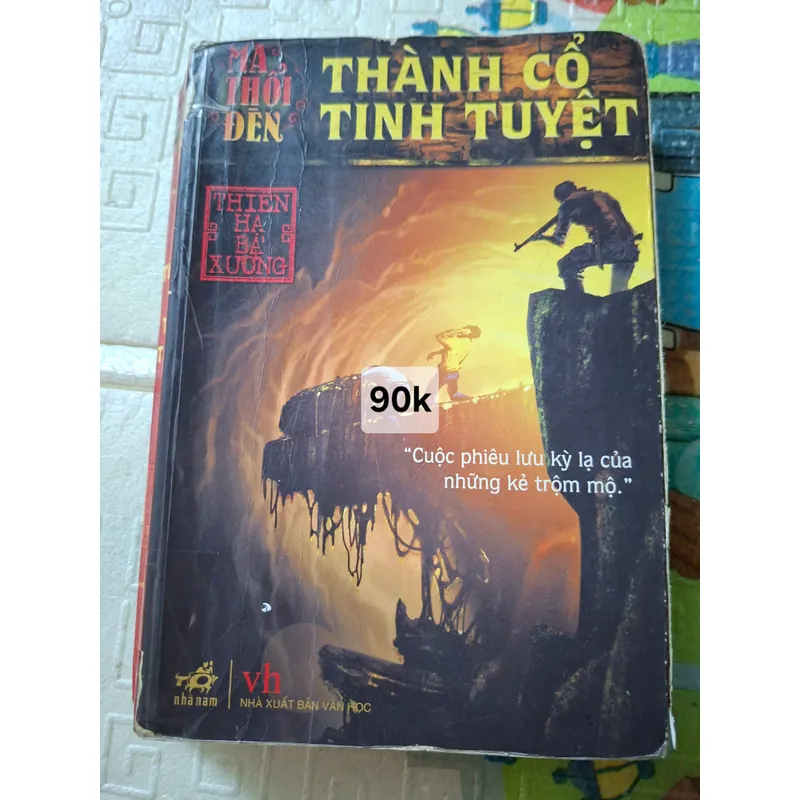 MA
THỔI
ĐÈN
THÀNH CỔ
TINH TUYỆT
THIÊN
HẠ
BÁ
XƯỚNG
90k
“Cuộc phiêu lưu kỳ lạ của
những kẻ trộm mộ.”
nhã nam
vh
NHÀ XUẤT BẢN VĂN HỌC